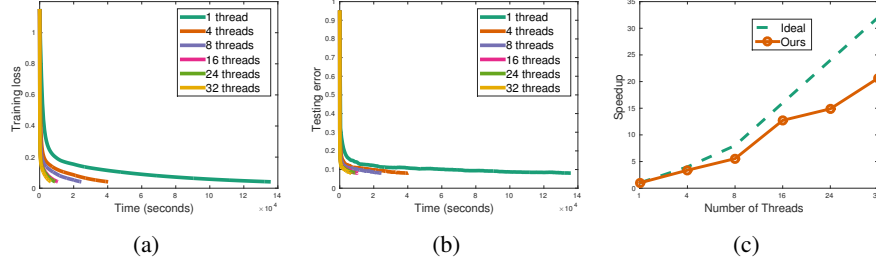 1
0.8
0.6
0.4
0.2
0
Training loss
0 2 4 6 8 10 12 14
× 10⁴
Time (seconds)
1 thread
4 threads
8 threads
16 threads
24 threads
32 threads
(a)
1
0.9
0.8
0.7
0.6
0.5
0.4
0.3
0.2
0.1
0
Testing error
0 2 4 6 8 10 12 14
× 10⁴
Time (seconds)
1 thread
4 threads
8 threads
16 threads
24 threads
32 threads
(b)
35
30
25
20
15
10
5
0
Speedup
1 4 8 16 24
Number of Threads
Ideal
Ours
(c)